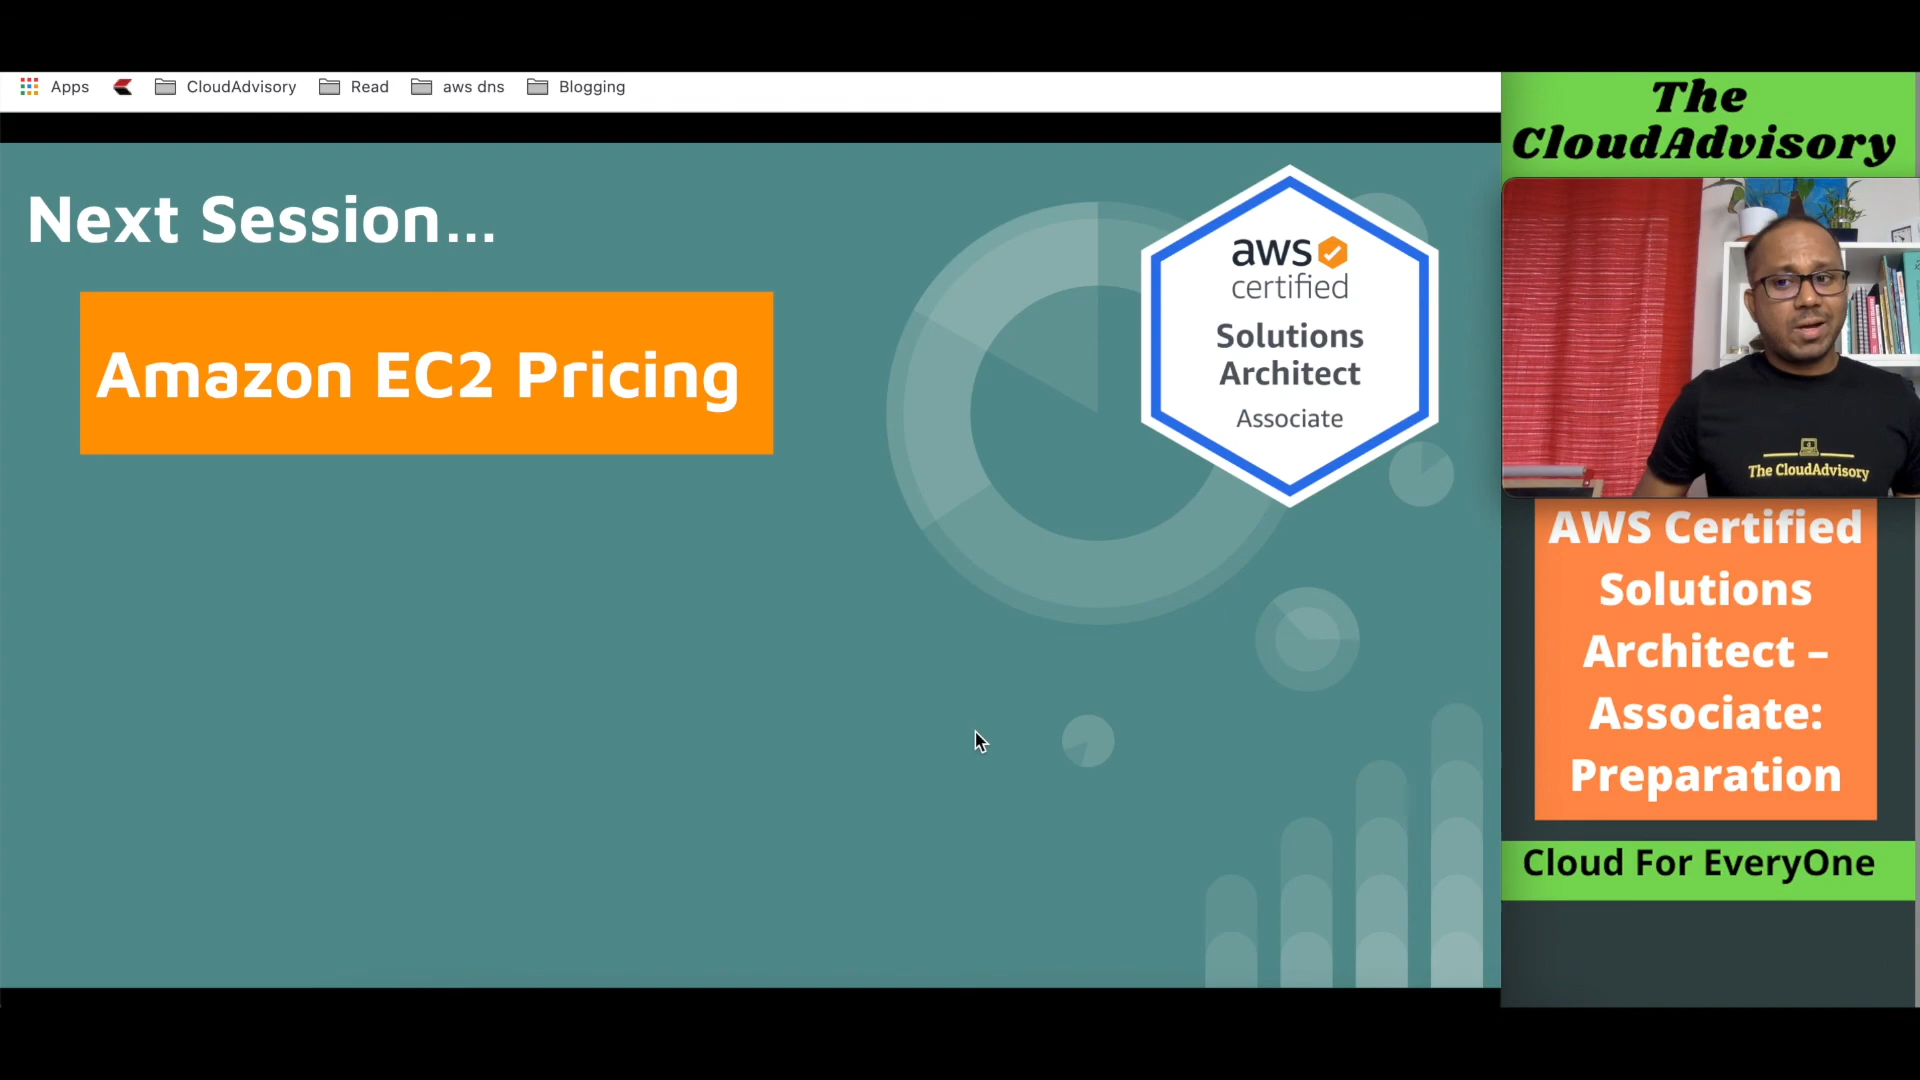 Apps CloudAdvisory Read aws dns Blogging
Next Session...
Amazon EC2 Pricing
aws
certified
Solutions
Architect
Associate
The
CloudAdvisory
The CloudAdvisory
AWS Certified
Solutions
Architect –
Associate:
Preparation
Cloud For EveryOne